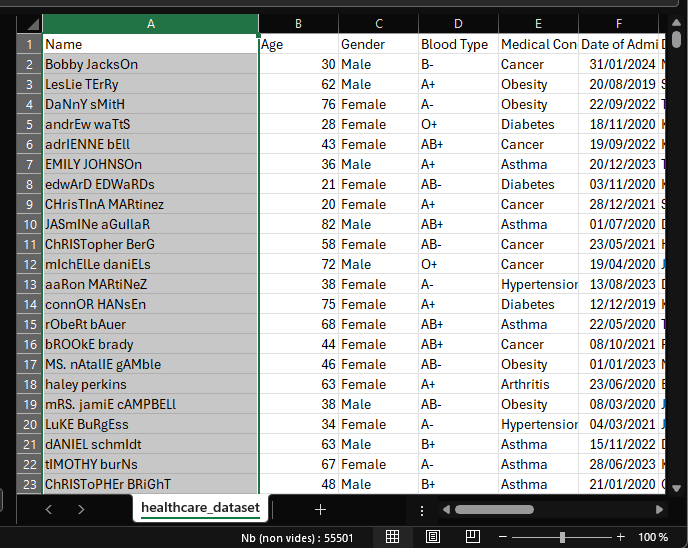 A B C D E F
1 Name Age Gender Blood Type Medical Con Date of Admi
2 Bobby JacksOn 30 Male B- Cancer 31/01/2024
3 LesLie TErRy 62 Male A+ Obesity 20/08/2019
4 DaNnY sMitH 76 Female A- Obesity 22/09/2022
5 andrEw waTtS 28 Female O+ Diabetes 18/11/2020
6 adrIENNE bEll 43 Female AB+ Cancer 19/09/2022
7 EMILY JOHNSOn 36 Male A+ Asthma 20/12/2023
8 edwArD EDWaRDs 21 Female AB- Diabetes 03/11/2020
9 CHrisTInA MARtinez 20 Female A+ Cancer 28/12/2021
10 JASmINe aGuIlaR 82 Male AB+ Asthma 01/07/2020
11 ChRISTopher BerG 58 Female AB- Cancer 23/05/2021
12 mIchElLe daniELs 72 Male O+ Cancer 19/04/2020
13 aaRon MARtiNeZ 38 Female A- Hypertension 13/08/2023
14 connOR HANsEn 75 Female A+ Diabetes 12/12/2019
15 rObeRt bAuer 68 Female AB+ Asthma 22/05/2020
16 bROOkE brady 44 Female AB+ Cancer 08/10/2021
17 MS. nAtalIE gAMble 46 Female AB- Obesity 01/01/2023
18 haley perkins 63 Female A+ Arthritis 23/06/2020
19 mRS. jamiE cAMPBELl 38 Male AB- Obesity 08/03/2020
20 LuKE BuRgEss 34 Female A- Hypertension 04/03/2021
21 dANIEL schmIdt 63 Male B+ Asthma 15/11/2022
22 tIMOTHY burNs 67 Female A- Asthma 28/06/2023
23 ChRISToPHEr BRiGhT 48 Male B+ Asthma 21/01/2020
healthcare_dataset
Nb (non vides) : 55501 100 %